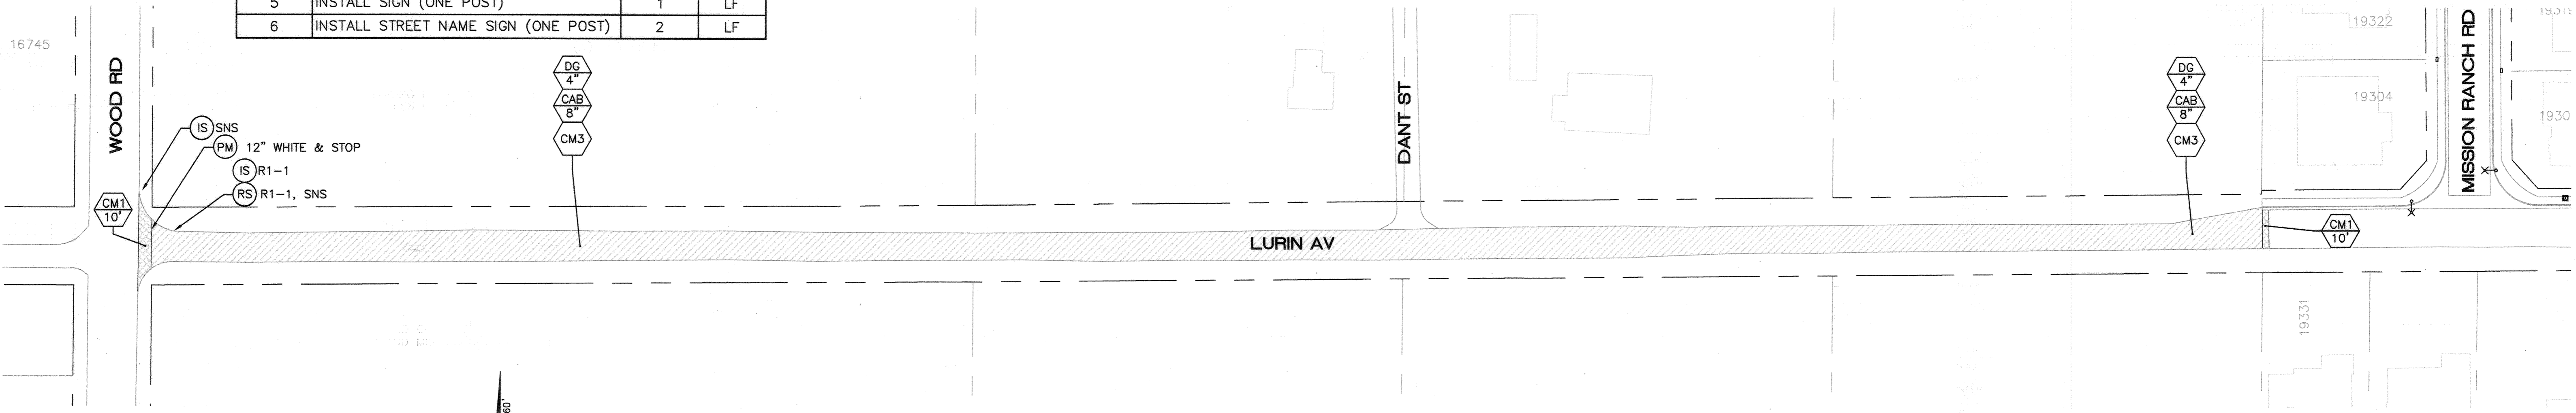 5 INSTALL SIGN (ONE POST) 1 LF
6 INSTALL STREET NAME SIGN (ONE POST) 2 LF
16745
WOOD RD
DG
4"
CAB
8"
CM3
DANT ST
DG
4"
CAB
8"
CM3
19322
19304
MISSION RANCH RD
IS SNS
PM 12" WHITE & STOP
IS R1-1
RS R1-1, SNS
CM1
10'
LURIN AV
CM1
10'
19331
60'